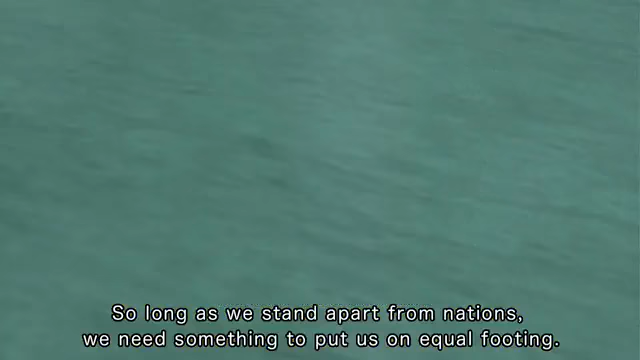 So long as we stand apart from nations,
we need something to put us on equal footing.